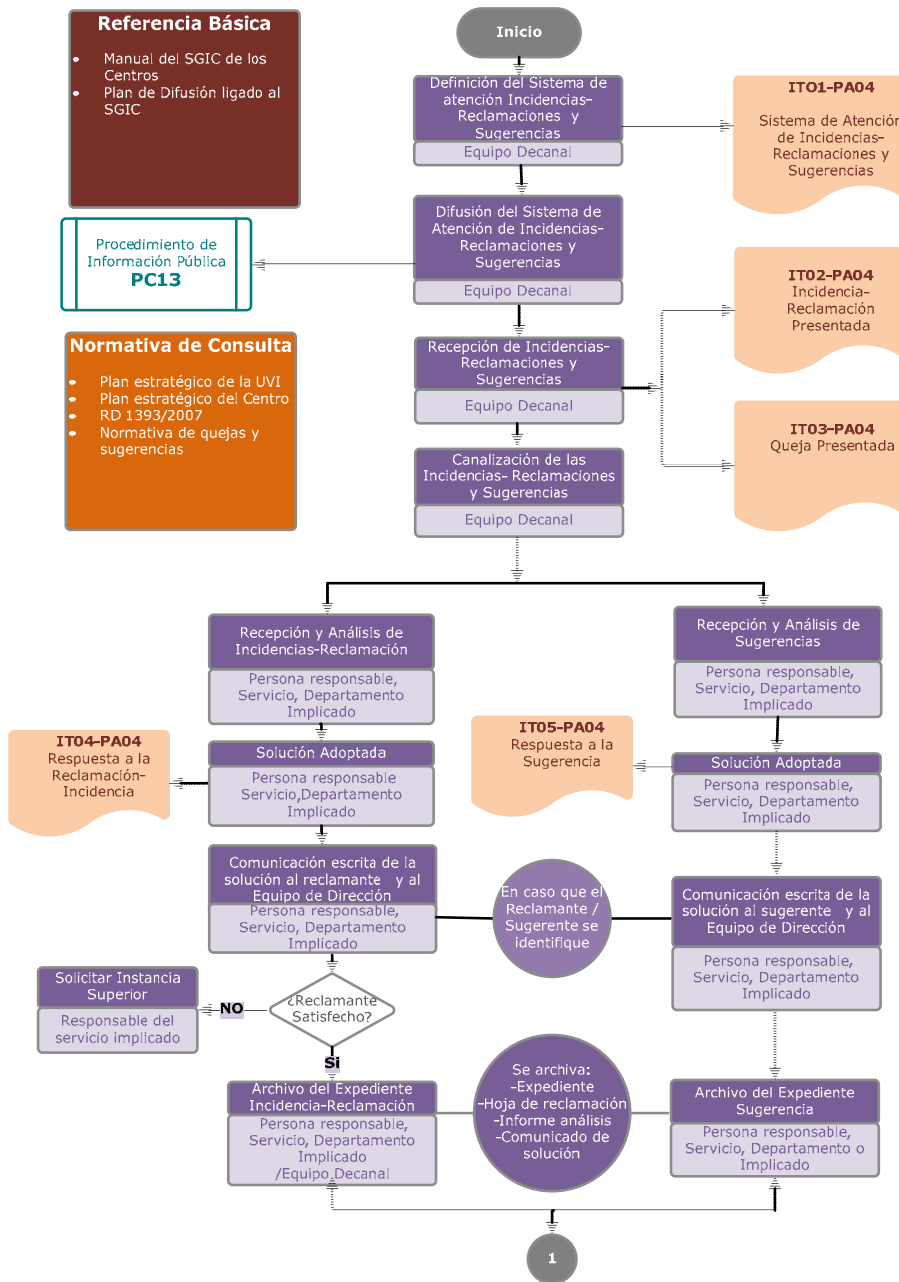 Referencia Básica
• Manual del SGIC de los
Centros
• Plan de Difusión ligado al
SGIC
Inicio
Definición del Sistema de
atención Incidencias-
Reclamaciones y
Sugerencias
Equipo Decanal
ITO1-PA04
Sistema de Atención
de Incidencias-
Reclamaciones y
Sugerencias
Difusión del Sistema de
Atención de Incidencias-
Reclamaciones y
Sugerencias
Equipo Decanal
Procedimiento de
Información Pública
PC13
IT02-PA04
Incidencia-
Reclamación
Presentada
Normativa de Consulta
• Plan estratégico de la UVI
• Plan estratégico del Centro
• RD 1393/2007
• Normativa de quejas y
sugerencias
Recepción de Incidencias-
Reclamaciones y
Sugerencias
Equipo Decanal
IT03-PA04
Queja Presentada
Canalización de las
Incidencias- Reclamaciones
y Sugerencias
Equipo Decanal
Recepción y Análisis de
Incidencias-Reclamación
Persona responsable,
Servicio, Departamento
Implicado
Recepción y Análisis de
Sugerencias
Persona responsable,
Servicio, Departamento
Implicado
IT04-PA04
Respuesta a la
Reclamación-
Incidencia
Solución Adoptada
Persona responsable
Servicio,Departamento
Implicado
IT05-PA04
Respuesta a la
Sugerencia
Solución Adoptada
Persona responsable,
Servicio, Departamento
Implicado
Comunicación escrita de la
solución al reclamante y al
Equipo de Dirección
Persona responsable,
Servicio, Departamento
Implicado
En caso que el
Reclamante /
Sugerente se
identifique
Comunicación escrita de la
solución al sugerente y al
Equipo de Dirección
Persona responsable,
Servicio, Departamento
Implicado
Solicitar Instancia
Superior
Responsable del
servicio implicado
NO
¿Reclamante
Satisfecho?
Si
Archivo del Expediente
Incidencia-Reclamación
Persona responsable,
Servicio, Departamento
Implicado
/Equipo Decanal
Se archiva:
-Expediente
-Hoja de reclamación
-Informe análisis
-Comunicado de
solución
Archivo del Expediente
Sugerencia
Persona responsable,
Servicio, Departamento o
Implicado
1